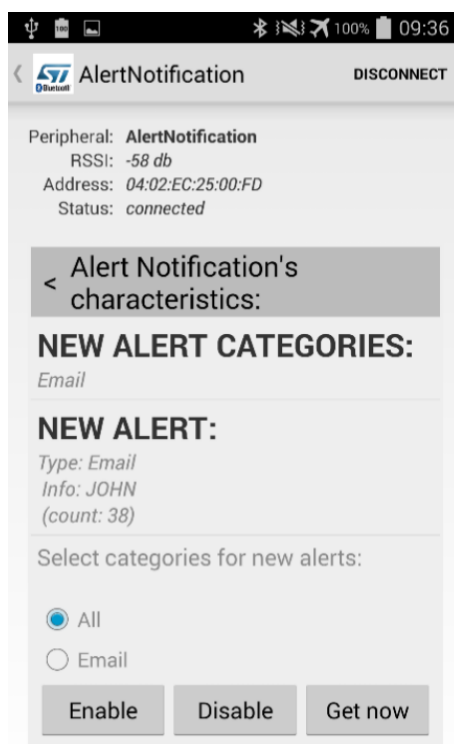 100% 09:36
AlertNotification DISCONNECT
Peripheral: AlertNotification
RSSI: -58 db
Address: 04:02:EC:25:00:FD
Status: connected
< Alert Notification's
characteristics:
NEW ALERT CATEGORIES:
Email
NEW ALERT:
Type: Email
Info: JOHN
(count: 38)
Select categories for new alerts:
All
Email
Enable Disable Get now